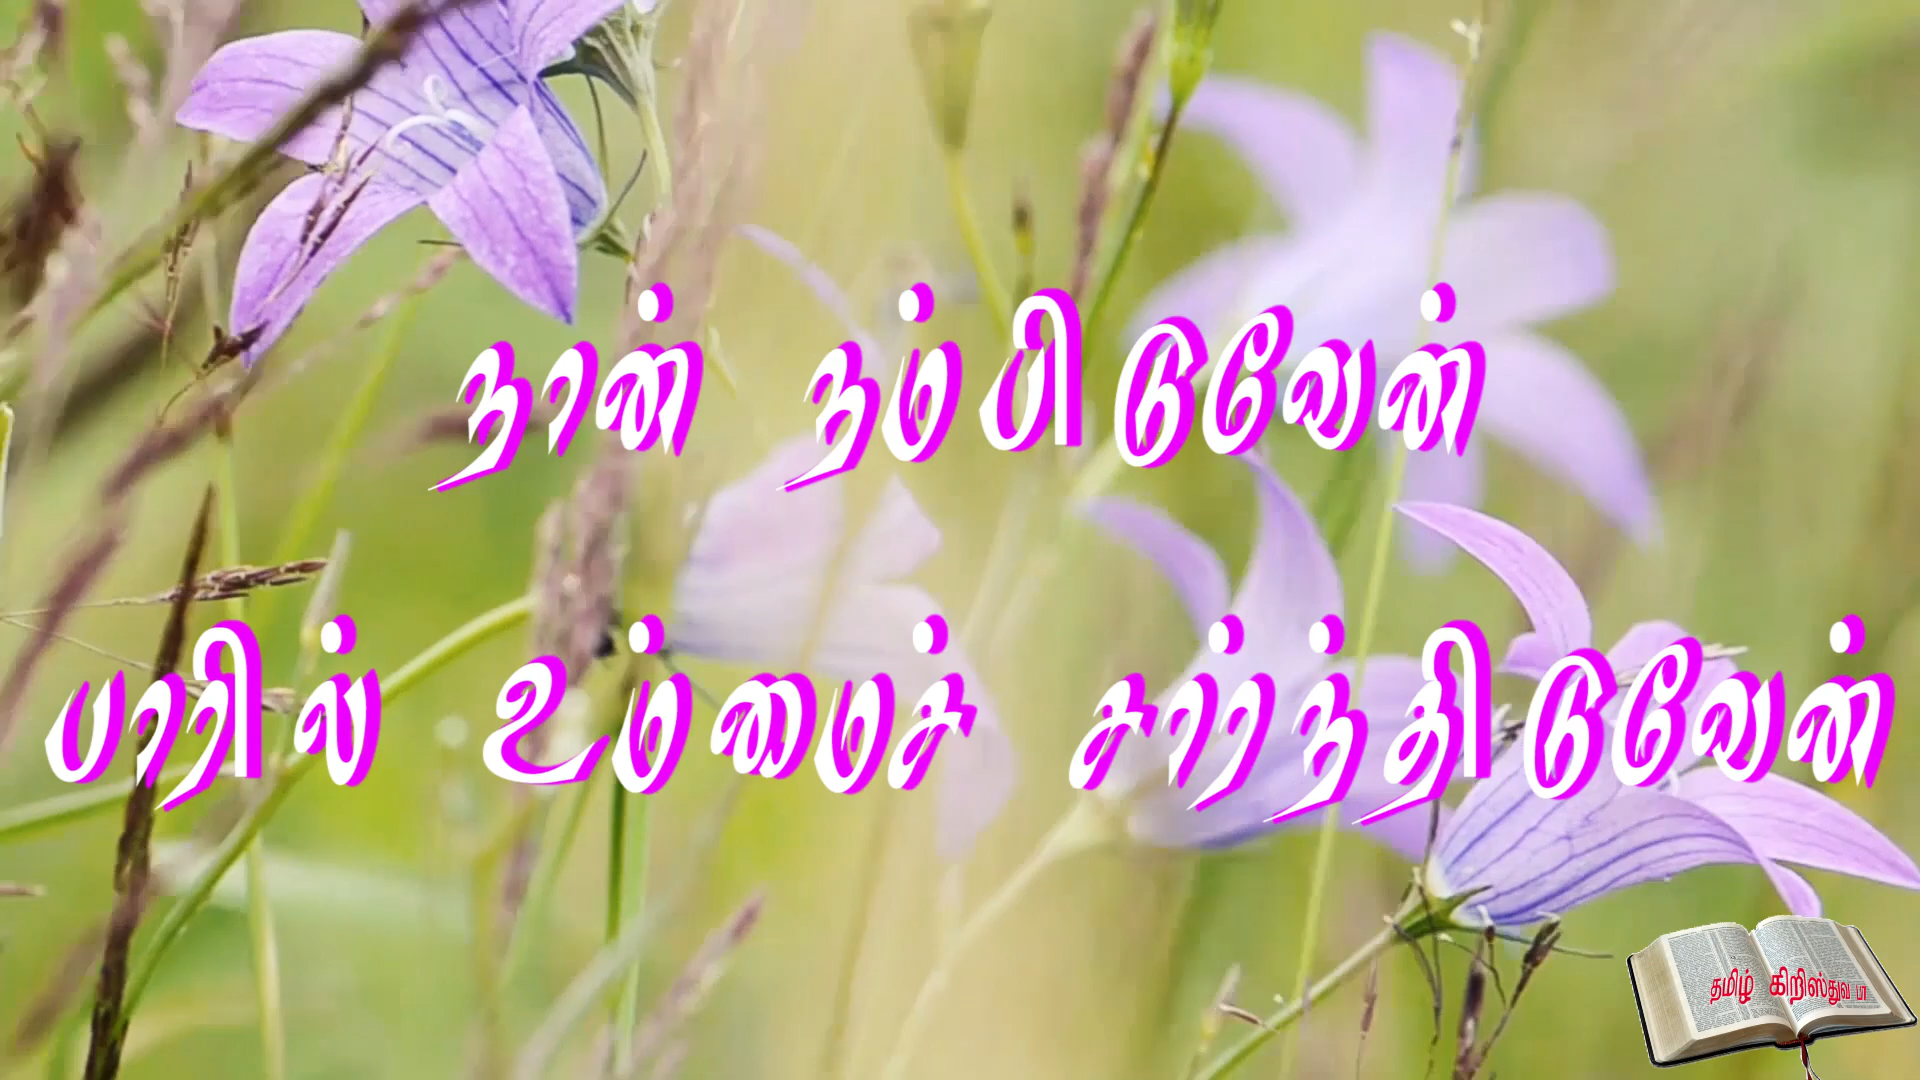 நான் நம்பிடுவேன்
பாரில் உம்மைச் சார்ந்திடுவேன்
தமிழ் கிறிஸ்துவ பா